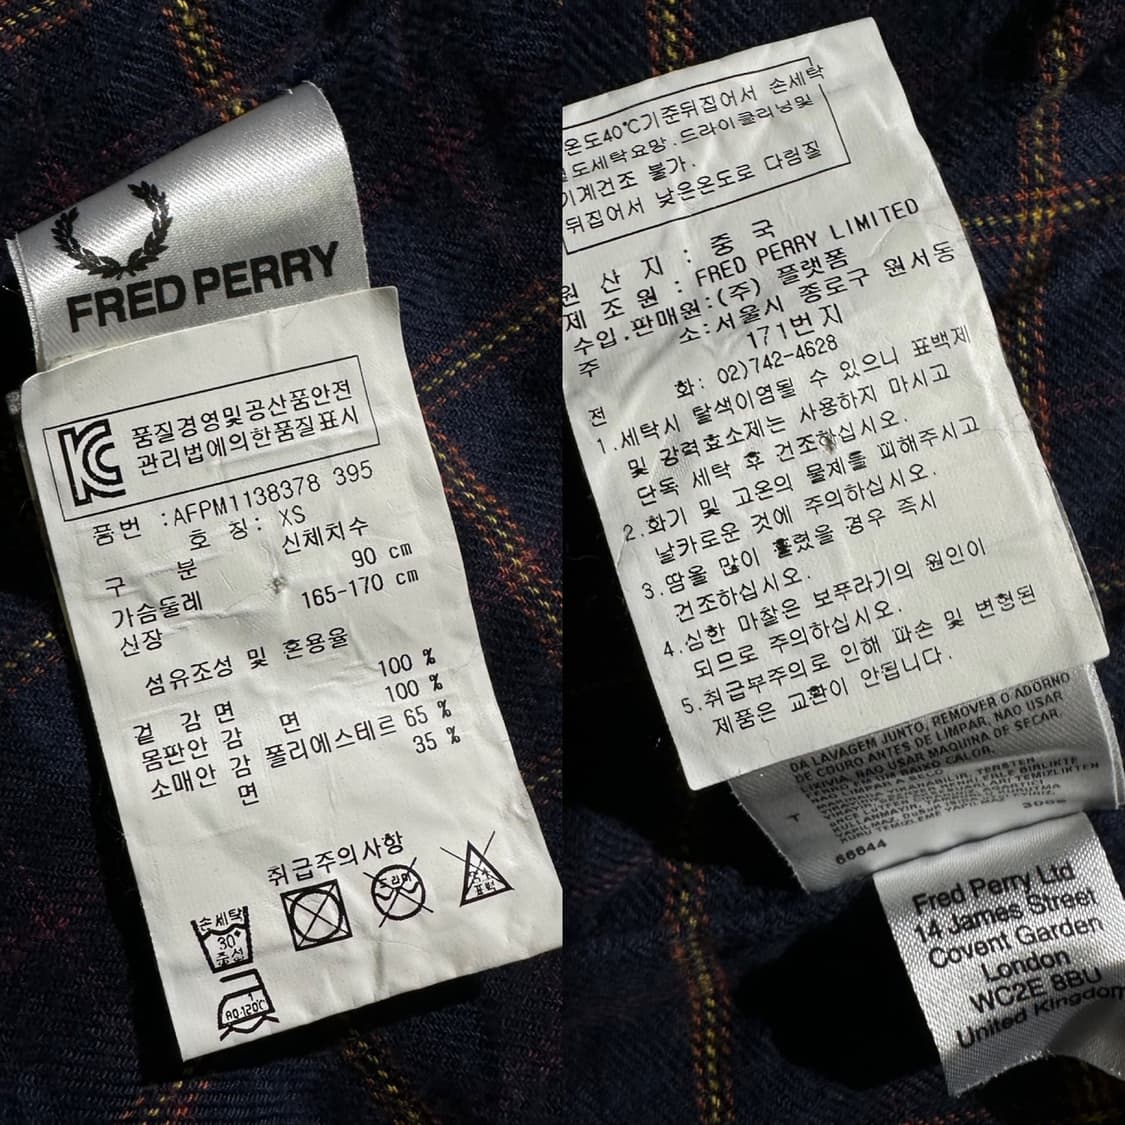 FRED PERRY
품질경영및공산품안전
관리법에의한품질표시
품번 :AFPM1138378 395
호 칭: XS
구 분 신체치수
가슴둘레 90 cm
신장 165-170 cm
섬유조성 및 혼용율
겉 감 면 100 %
몸판안 감 면 100 %
소매안 감 폴리에스테르 65 %
면 35 %
취급주의사항
손세탁
30°
중성
드라이
표백
120℃
온도40℃기준뒤집어서 손세탁
도세탁요망.드라이클리닝및
기계건조 불가.
뒤집어서 낮은온도로 다림질
원 산 지 : 중 국
제 조 원 : FRED PERRY LIMITED
수입.판매원:(주) 플랫폼
주 소:서울시 종로구 원서동
171번지
전 화: 02)742-4628
1.세탁시 탈색이염될 수 있으니 표백제
및 강력효소제는 사용하지 마시고
단독 세탁 후 건조하십시오.
2.화기 및 고온의 물제를 피해주시고
날카로운 것에 주의하십시오.
3.땀을 많이 흘렸을 경우 즉시
건조하십시오.
4.심한 마찰은 보푸라기의 원인이
되므로 주의하십시오.
5.취급부주의로 인해 파손 및 변형된
제품은 교환이 안됩니다.
DA LAVAGEM JUNTO, REMOVER O ADORNO
DE COURO ANTES DE LIMPAR, NAO USAR
LIXIVIA, NAO USAR MAQUINA DE SECAR,
NAO LIMPAR A SECO
66644
Fred Perry Ltd
14 James Street
Covent Garden
London
WC2E 8BU
United Kingdom